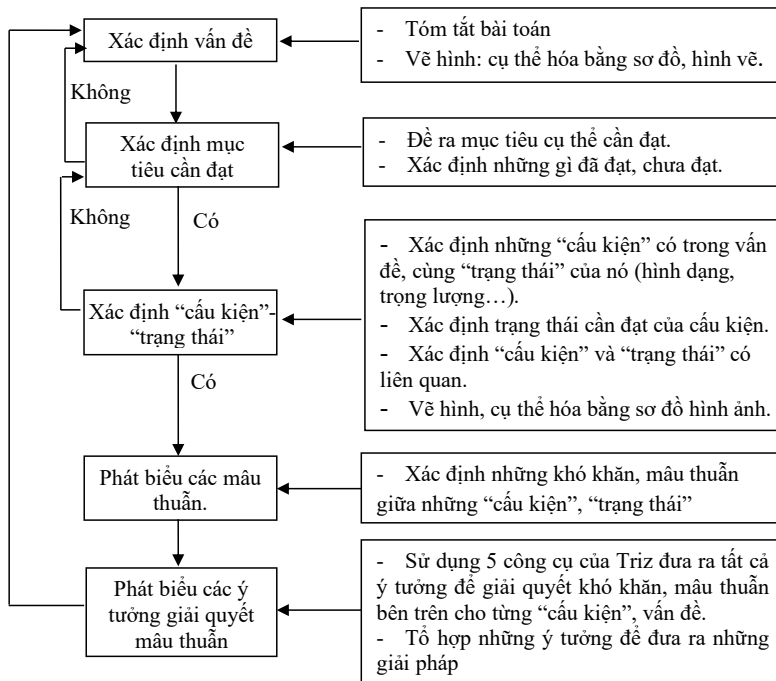 Xác định vấn đề
- Tóm tắt bài toán
- Vẽ hình: cụ thể hóa bằng sơ đồ, hình vẽ.
Không
Xác định mục
tiêu cần đạt
- Đề ra mục tiêu cụ thể cần đạt.
- Xác định những gì đã đạt, chưa đạt.
Không
Có
Xác định “cấu kiện”-
“trạng thái”
- Xác định những “cấu kiện” có trong vấn
đề, cùng “trạng thái” của nó (hình dạng,
trọng lượng…).
- Xác định trạng thái cần đạt của cấu kiện.
- Xác định “cấu kiện” và “trạng thái” có
liên quan.
- Vẽ hình, cụ thể hóa bằng sơ đồ hình ảnh.
Có
Phát biểu các mâu
thuẫn.
- Xác định những khó khăn, mâu thuẫn
giữa những “cấu kiện”, “trạng thái”
Phát biểu các ý
tưởng giải quyết
mâu thuẫn
- Sử dụng 5 công cụ của Triz đưa ra tất cả
ý tưởng để giải quyết khó khăn, mâu thuẫn
bên trên cho từng “cấu kiện”, vấn đề.
- Tổ hợp những ý tưởng để đưa ra những
giải pháp